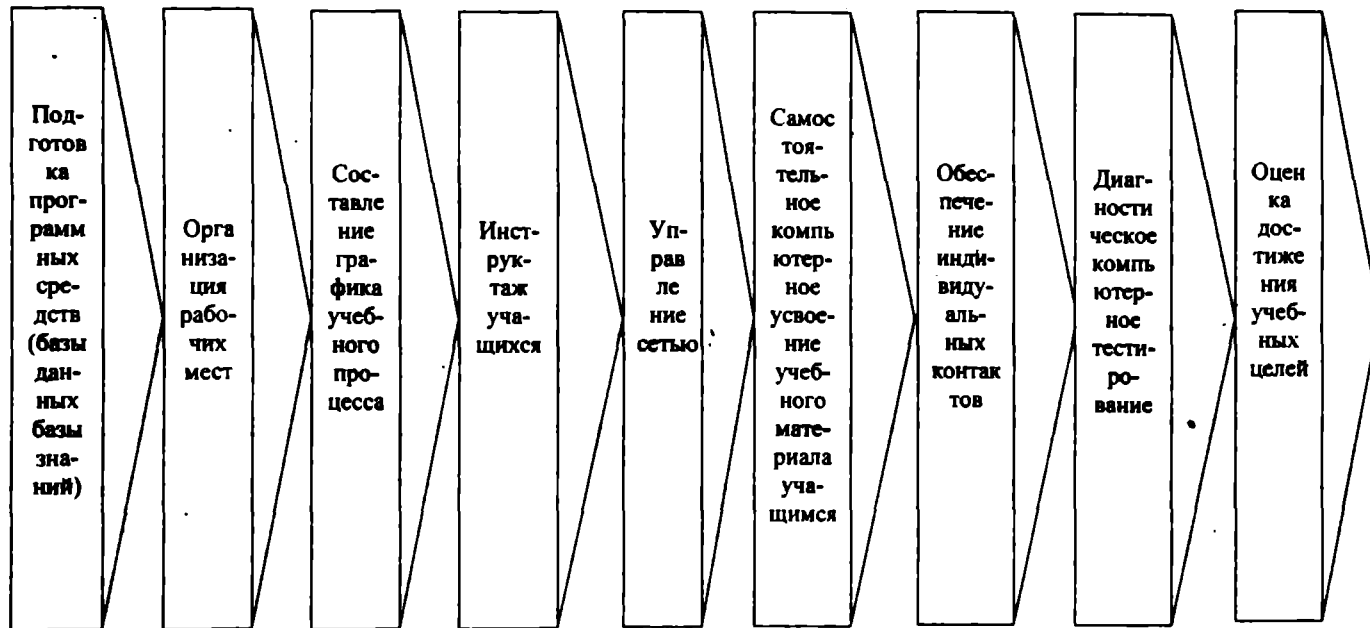 Под-
готов
ка
прог-
рамм
ных
сре-
дств
(базы
дан-
ных
базы
зна-
ний)
Орга
низа-
ция
рабо-
чих
мест
Сос-
тавле
ние
гра-
фика
учеб-
ного
про-
цесса
Инст-
рук-
таж
уча-
щихся
Уп-
рав
ле
ние
сетью
Самос
тоя-
тель-
ное
компь
ютер-
ное
усвое-
ние
учеб-
ного
мате-
риала
уча-
щимся
Обес-
пече-
ние
инди-
виду-
аль-
ных
контак
тов
Диаг-
ности
ческое
компь
ютер-
ное
тести-
ро-
вание
Оцен
ка
дос-
тиже
ния
учеб-
ных
целей